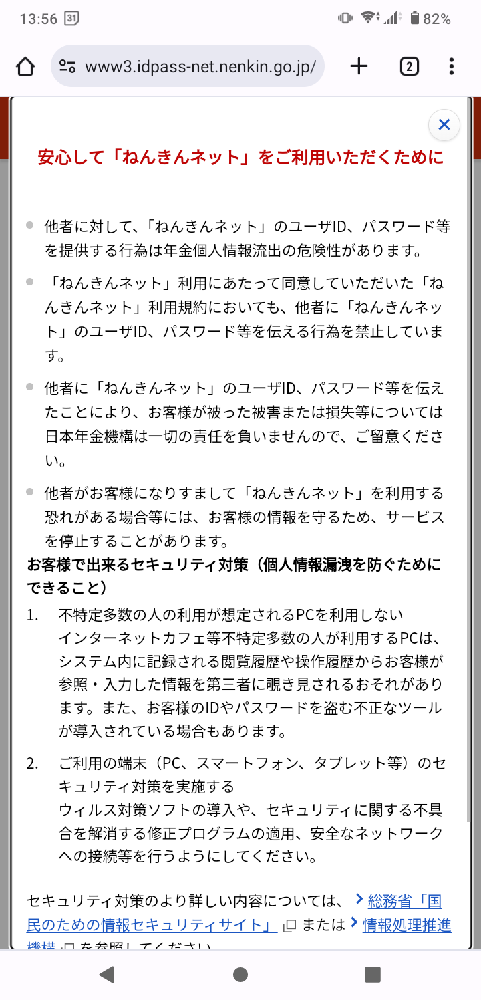 13:56 31 82%
www3.idpass-net.nenkin.go.jp/ 2
安心して「ねんきんネット」をご利用いただくために
他者に対して、「ねんきんネット」のユーザID、パスワード等
を提供する行為は年金個人情報流出の危険性があります。
「ねんきんネット」利用にあたって同意していただいた「ね
んきんネット」利用規約においても、他者に「ねんきんネッ
ト」のユーザID、パスワード等を伝える行為を禁止していま
す。
他者に「ねんきんネット」のユーザID、パスワード等を伝え
たことにより、お客様が被った被害または損失等については
日本年金機構は一切の責任を負いませんので、ご留意くださ
い。
他者がお客様になりすまして「ねんきんネット」を利用する
恐れがある場合等には、お客様の情報を守るため、サービス
を停止することがあります。
お客様で出来るセキュリティ対策（個人情報漏洩を防ぐために
できること）
1. 不特定多数の人の利用が想定されるPCを利用しない
インターネットカフェ等不特定多数の人が利用するPCは、
システム内に記録される閲覧履歴や操作履歴からお客様が
参照・入力した情報を第三者に覗き見されるおそれがあり
ます。また、お客様のIDやパスワードを盗む不正なツール
が導入されている場合もあります。
2. ご利用の端末（PC、スマートフォン、タブレット等）のセ
キュリティ対策を実施する
ウィルス対策ソフトの導入や、セキュリティに関する不具
合を解消する修正プログラムの適用、安全なネットワーク
への接続等を行うようにしてください。
セキュリティ対策のより詳しい内容については、 総務省「国
民のための情報セキュリティサイト」 または 情報処理推進
機構 を参照してください